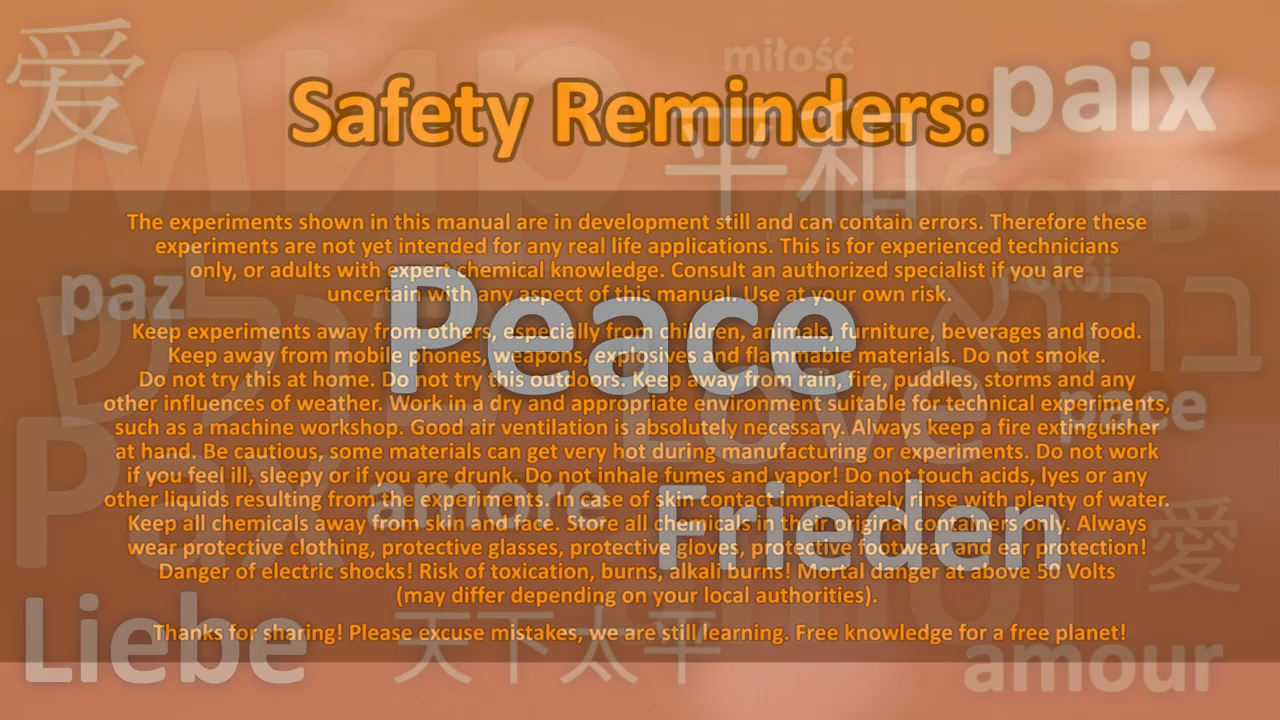 爱
мир
miłość
paix
Safety Reminders:
平和
The experiments shown in this manual are in development still and can contain errors. Therefore these
experiments are not yet intended for any real life applications. This is for experienced technicians
only, or adults with expert chemical knowledge. Consult an authorized specialist if you are
uncertain with any aspect of this manual. Use at your own risk.
paz
Peace
Keep experiments away from others, especially from children, animals, furniture, beverages and food.
Keep away from mobile phones, weapons, explosives and flammable materials. Do not smoke.
Do not try this at home. Do not try this outdoors. Keep away from rain, fire, puddles, storms and any
other influences of weather. Work in a dry and appropriate environment suitable for technical experiments,
such as a machine workshop. Good air ventilation is absolutely necessary. Always keep a fire extinguisher
at hand. Be cautious, some materials can get very hot during manufacturing or experiments. Do not work
if you feel ill, sleepy or if you are drunk. Do not inhale fumes and vapor! Do not touch acids, lyes or any
other liquids resulting from the experiments. In case of skin contact immediately rinse with plenty of water.
Keep all chemicals away from skin and face. Store all chemicals in their original containers only. Always
wear protective clothing, protective glasses, protective gloves, protective footwear and ear protection!
Danger of electric shocks! Risk of toxication, burns, alkali burns! Mortal danger at above 50 Volts
(may differ depending on your local authorities).
Love
pace
Pax
amore
Frieden
愛
Thanks for sharing! Please excuse mistakes, we are still learning. Free knowledge for a free planet!
Liebe
天下太平
amour